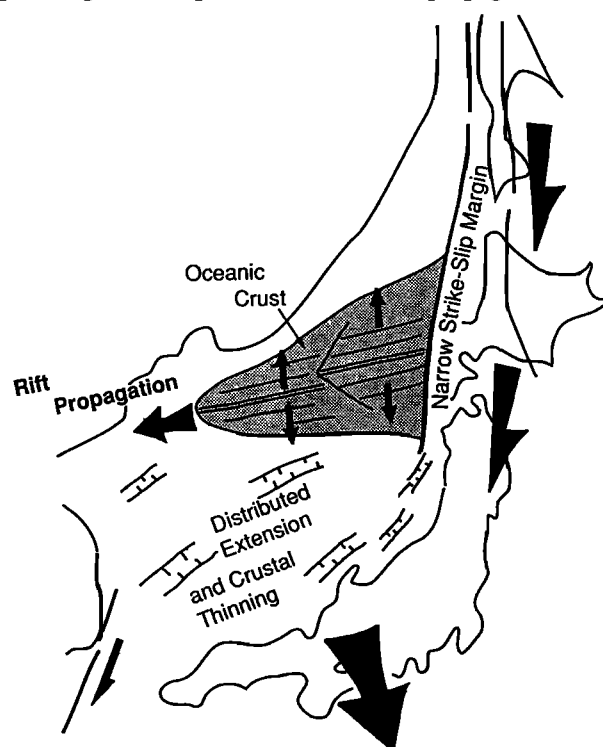 Oceanic
Crust
Narrow Strike-Slip Margin
Rift
Propagation
Distributed
Extension
and Crustal
Thinning